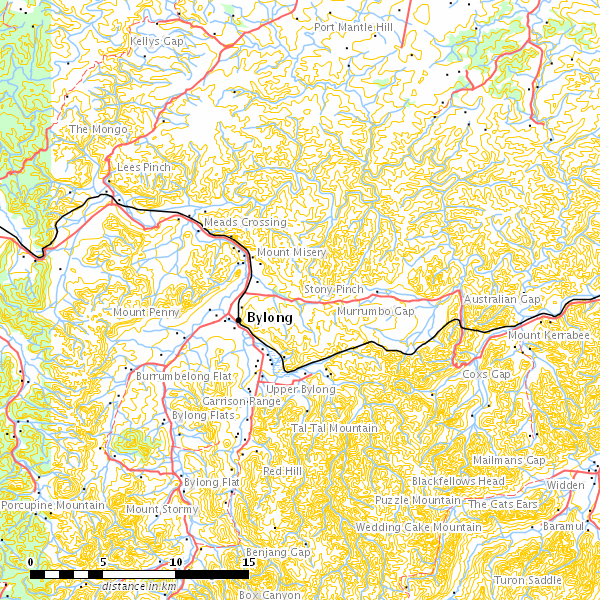 Port Mantle Hill
Kellys Gap
The Mongo
Lees Pinch
Meads Crossing
Mount Misery
Stony Pinch
Australian Gap
Mount Penny
Murrumbo Gap
Bylong
Mount Kerrabee
Burrumbelong Flat
Coxs Gap
Upper Bylong
Garrison Range
Bylong Flats
Tal Tal Mountain
Mailmans Gap
Red Hill
Blackfellows Head
Bylong Flat
Widden
Puzzle Mountain
The Cats Ears
Porcupine Mountain
Mount Stormy
Wedding Cake Mountain
Baramul
Benjang Gap
0 5 10 15
distance in km
Turon Saddle
Box Canyon